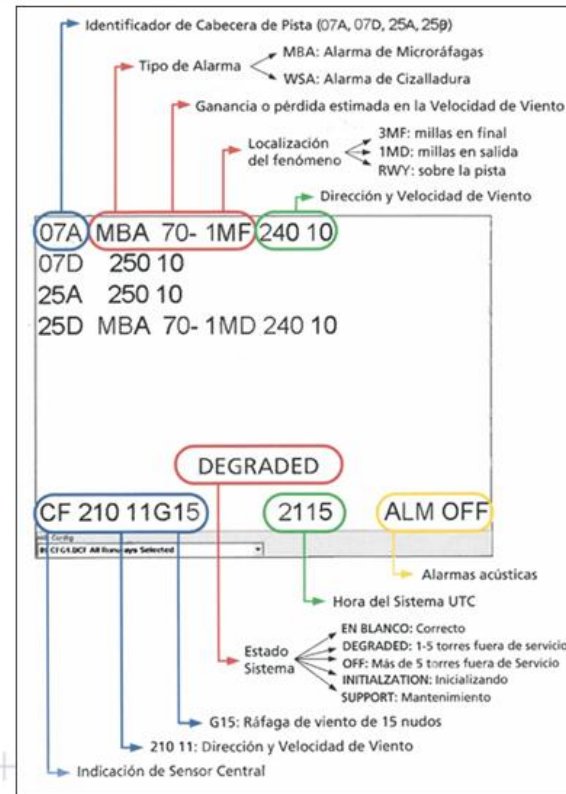 Identificador de Cabecera de Pista (07A, 07D, 25A, 25D)
Tipo de Alarma
MBA: Alarma de Microráfagas
WSA: Alarma de Cizalladura
Ganancia o pérdida estimada en la Velocidad de Viento
Localización
del fenómeno
3MF: millas en final
1MD: millas en salida
RWY: sobre la pista
Dirección y Velocidad de Viento
07A MBA 70- 1MF 240 10
07D 250 10
25A 250 10
25D MBA 70- 1MD 240 10
DEGRADED
CF 210 11G15
2115
ALM OFF
Config
CFG1.DCF All Runways Selected
Alarmas acústicas
Hora del Sistema UTC
Estado
Sistema
EN BLANCO: Correcto
DEGRADED: 1-5 torres fuera de servicio
OFF: Más de 5 torres fuera de Servicio
INITIALZATION: Inicializando
SUPPORT: Mantenimiento
G15: Ráfaga de viento de 15 nudos
210 11: Dirección y Velocidad de Viento
Indicación de Sensor Central